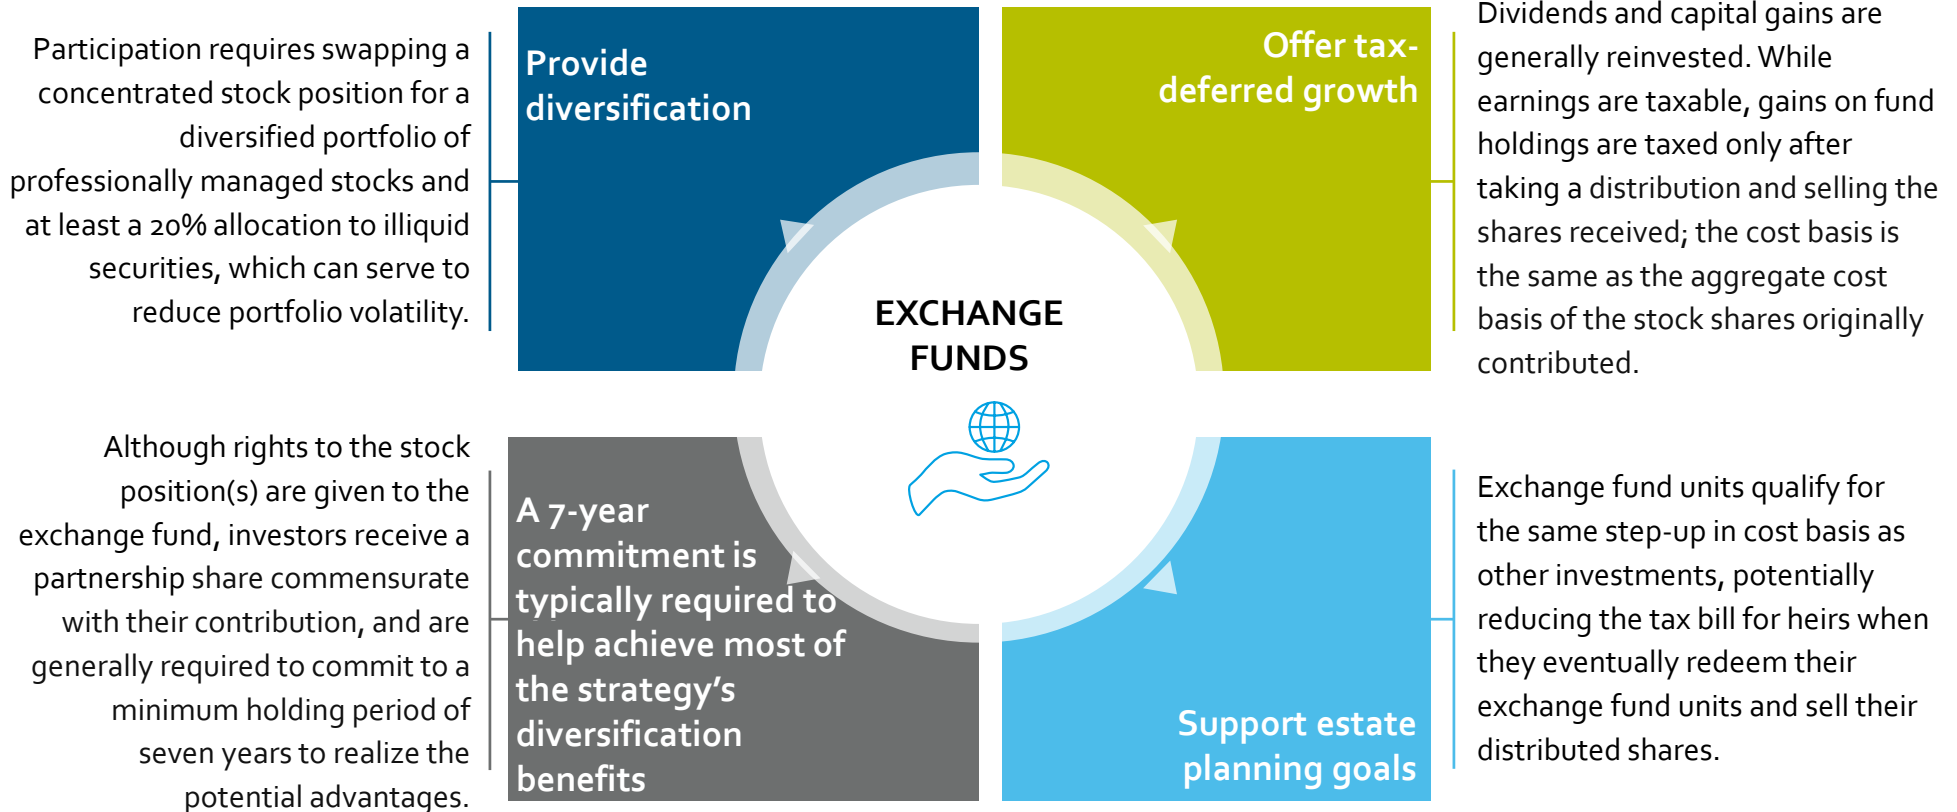 Participation requires swapping a
concentrated stock position for a
diversified portfolio of
professionally managed stocks and
at least a 20% allocation to illiquid
securities, which can serve to
reduce portfolio volatility.
Provide
diversification
Offer tax-
deferred growth
Dividends and capital gains are
generally reinvested. While
earnings are taxable, gains on fund
holdings are taxed only after
taking a distribution and selling the
shares received; the cost basis is
the same as the aggregate cost
basis of the stock shares originally
contributed.
EXCHANGE
FUNDS
Although rights to the stock
position(s) are given to the
exchange fund, investors receive a
partnership share commensurate
with their contribution, and are
generally required to commit to a
minimum holding period of
seven years to realize the
potential advantages.
A 7-year
commitment is
typically required to
help achieve most of
the strategy’s
diversification
benefits
Support estate
planning goals
Exchange fund units qualify for
the same step-up in cost basis as
other investments, potentially
reducing the tax bill for heirs when
they eventually redeem their
exchange fund units and sell their
distributed shares.